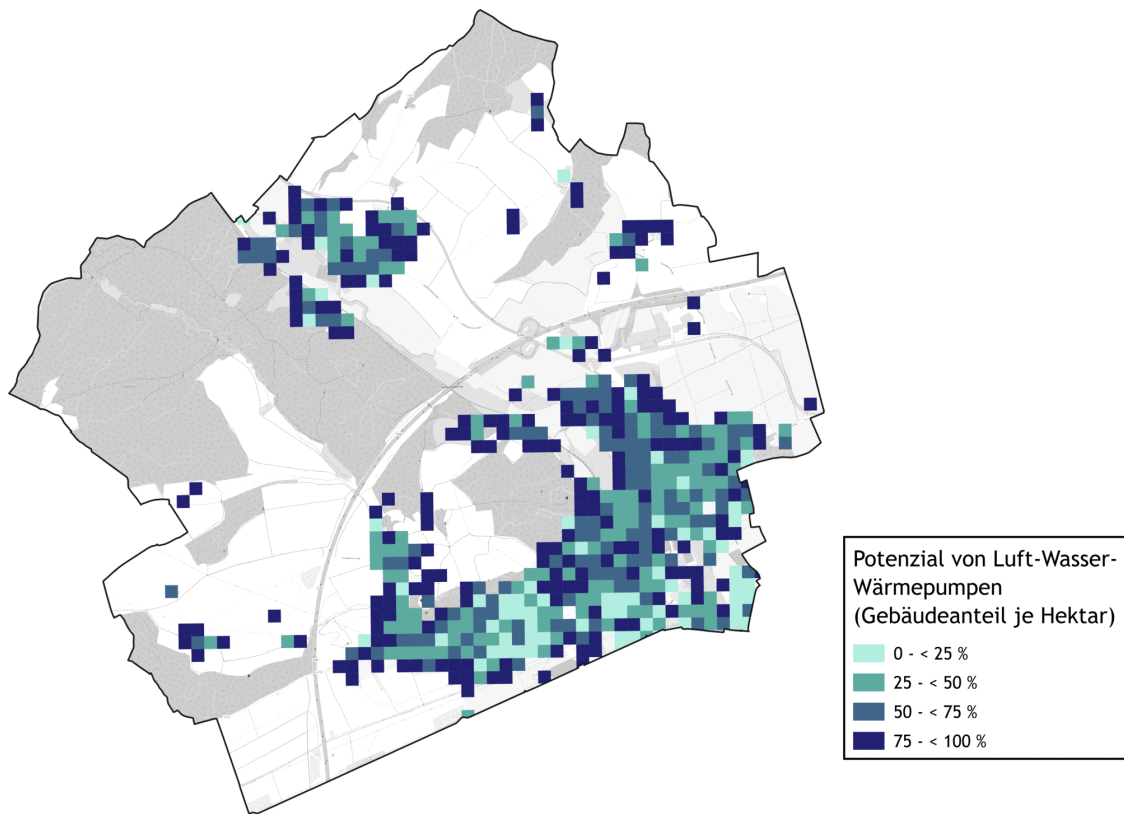 Potenzial von Luft-Wasser-
Wärmepumpen
(Gebäudeanteil je Hektar)
0 - < 25 %
25 - < 50 %
50 - < 75 %
75 - < 100 %